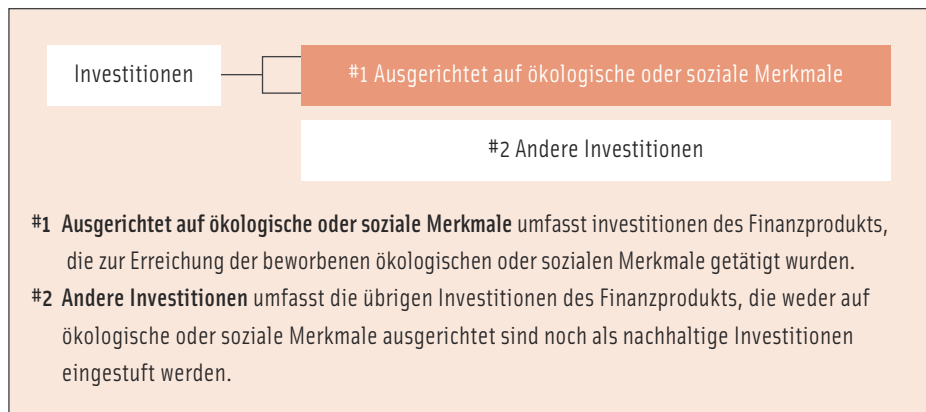 Investitionen
#1 Ausgerichtet auf ökologische oder soziale Merkmale
#2 Andere Investitionen
#1 Ausgerichtet auf ökologische oder soziale Merkmale umfasst investitionen des Finanzprodukts,
die zur Erreichung der beworbenen ökologischen oder sozialen Merkmale getätigt wurden.
#2 Andere Investitionen umfasst die übrigen Investitionen des Finanzprodukts, die weder auf
ökologische oder soziale Merkmale ausgerichtet sind noch als nachhaltige Investitionen
eingestuft werden.